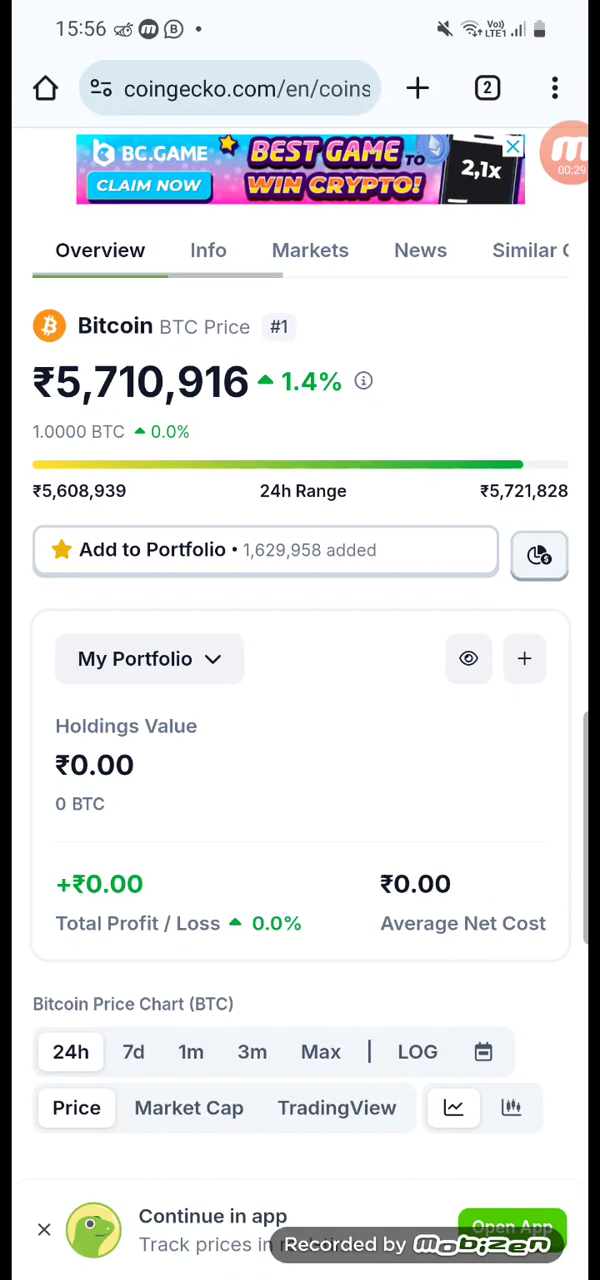 15:56
Vo)) LTE1
coingecko.com/en/coins
2
BC.GAME
CLAIM NOW
BEST GAME TO
WIN CRYPTO!
2,1x
00:29
Overview Info Markets News Similar
Bitcoin BTC Price #1
₹5,710,916 1.4%
1.0000 BTC 0.0%
₹5,608,939 24h Range ₹5,721,828
Add to Portfolio • 1,629,958 added
My Portfolio
Holdings Value
₹0.00
0 BTC
+₹0.00 ₹0.00
Total Profit / Loss 0.0% Average Net Cost
Bitcoin Price Chart (BTC)
24h 7d 1m 3m Max | LOG
Price Market Cap TradingView
Continue in app
Open App
Track prices in
Recorded by mobizen